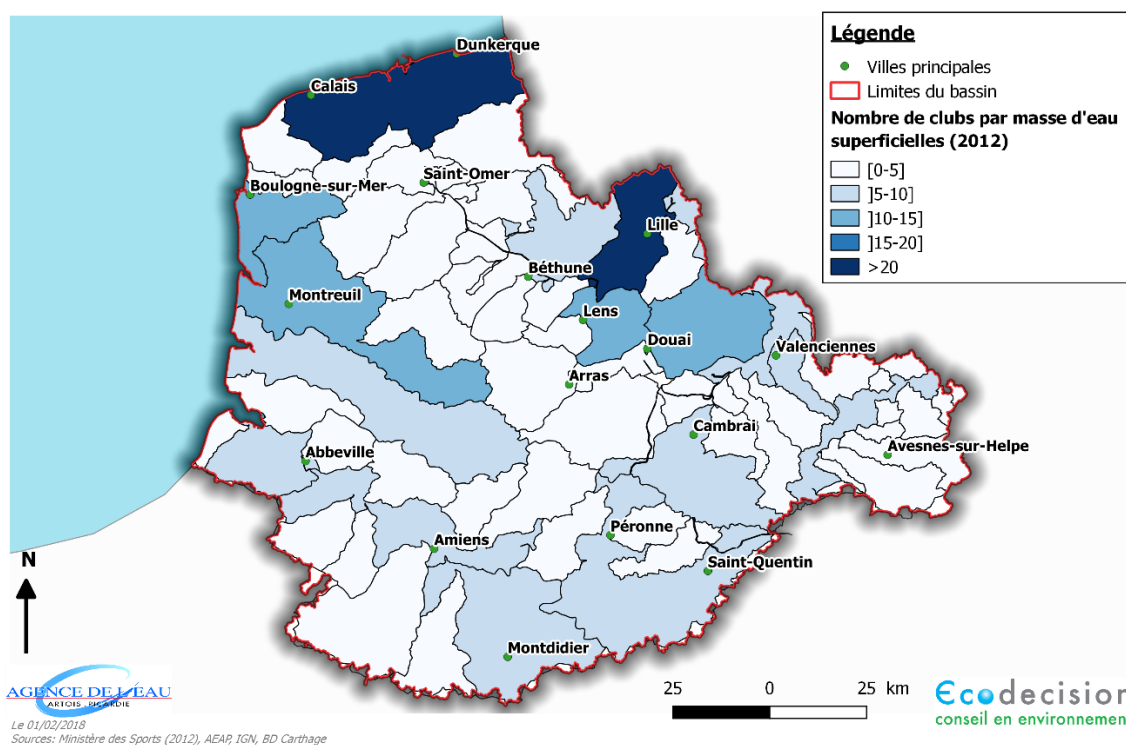 Dunkerque
Calais
Saint-Omer
Boulogne-sur-Mer
Lille
Béthune
Montreuil
Lens
Douai
Valenciennes
Arras
Cambrai
Abbeville
Avesnes-sur-Helpe
Péronne
Amiens
Saint-Quentin
Montdidier
Légende
Villes principales
Limites du bassin
Nombre de clubs par masse d'eau
superficielles (2012)
[0-5]
]5-10]
]10-15]
]15-20]
>20
N
25 0 25 km
AGENCE DE L'EAU
ARTOIS PICARDIE
Ecodecision
conseil en environnemen
Le 01/02/2018
Sources: Ministère des Sports (2012), AEAP, IGN, BD Carthage